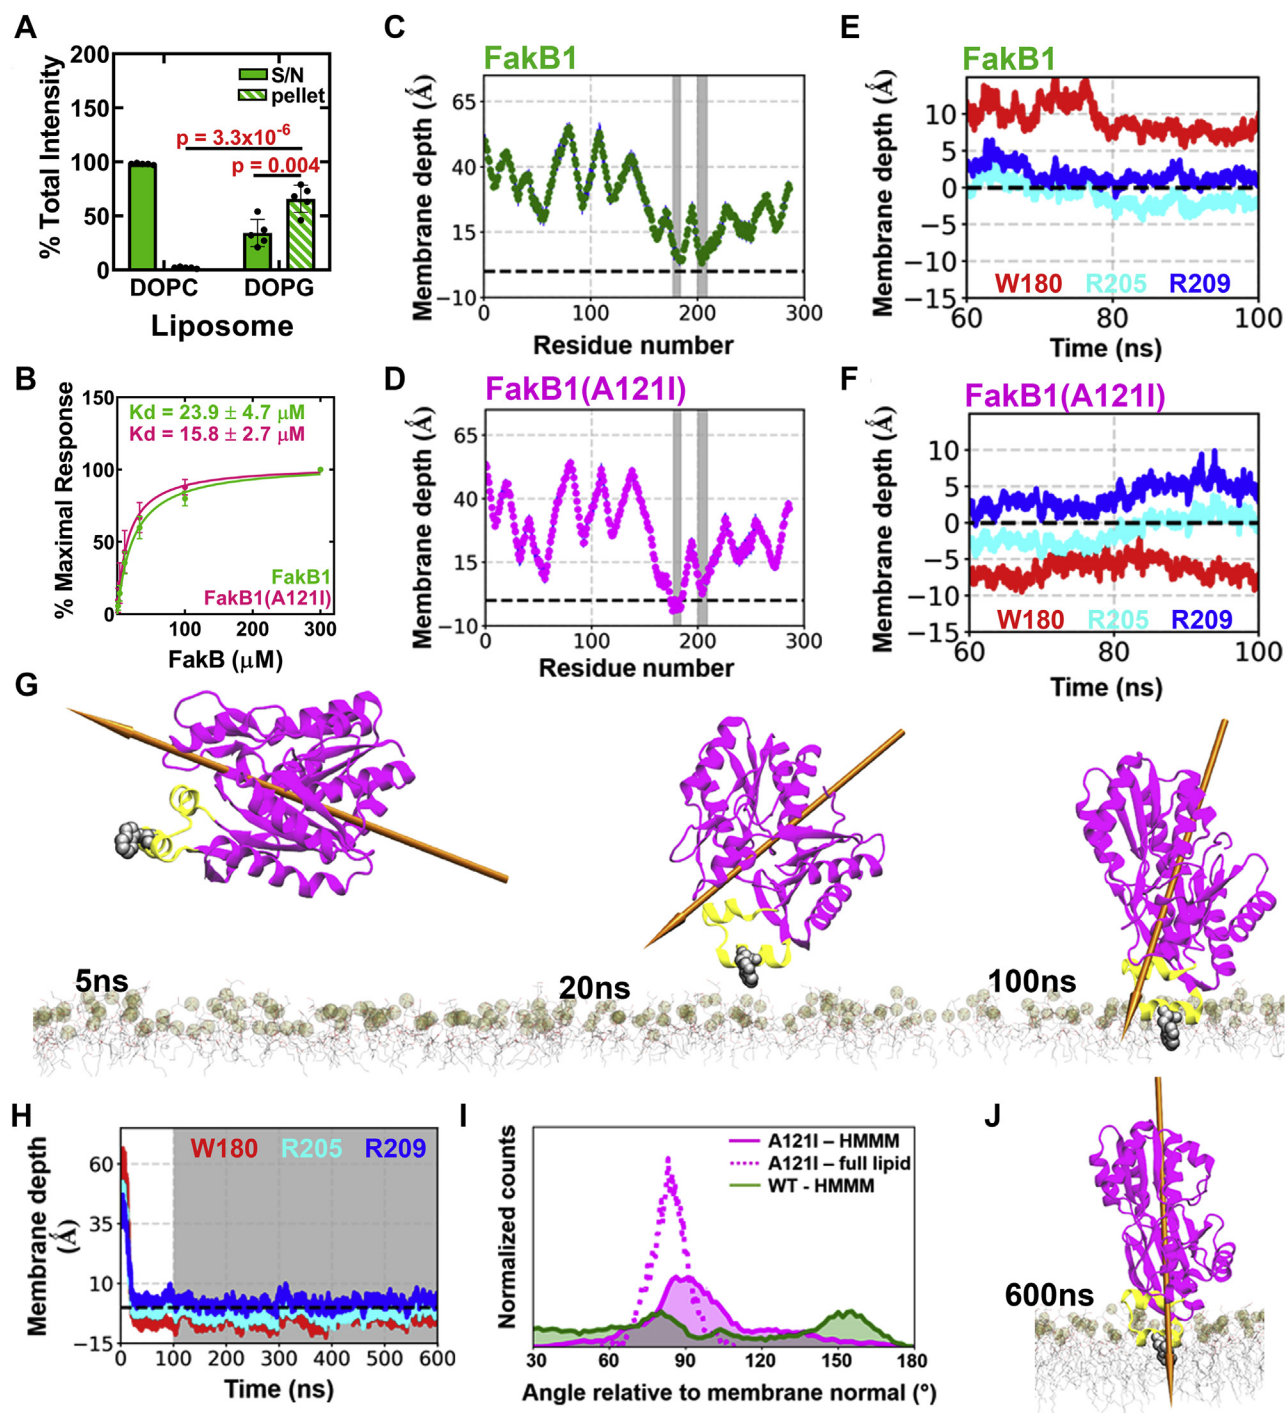 A
% Total Intensity
200
150
100
50
0
S/N
pellet
p = 3.3x10-6
p = 0.004
DOPC
DOPG
Liposome
B
% Maximal Response
150
100
50
0
Kd = 23.9 ± 4.7 μM
Kd = 15.8 ± 2.7 μM
FakB1
FakB1(A121I)
100
200
300
FakB (μM)
C
FakB1
Membrane depth (Å)
65
40
15
−10
0
100
200
300
Residue number
D
FakB1(A121I)
Membrane depth (Å)
65
40
15
−10
0
100
200
300
Residue number
E
FakB1
Membrane depth (Å)
10
5
0
−5
−10
−15
W180
R205
R209
60
80
100
Time (ns)
F
FakB1(A121I)
Membrane depth (Å)
10
5
0
−5
−10
−15
W180
R205
R209
60
80
100
Time (ns)
G
5ns
20ns
100ns
H
Membrane depth
(Å)
60
35
10
−15
W180
R205
R209
0
100
200
300
400
500
600
Time (ns)
I
Normalized counts
A121I – HMMM
A121I – full lipid
WT - HMMM
30
60
90
120
150
180
Angle relative to membrane normal (°)
J
600ns